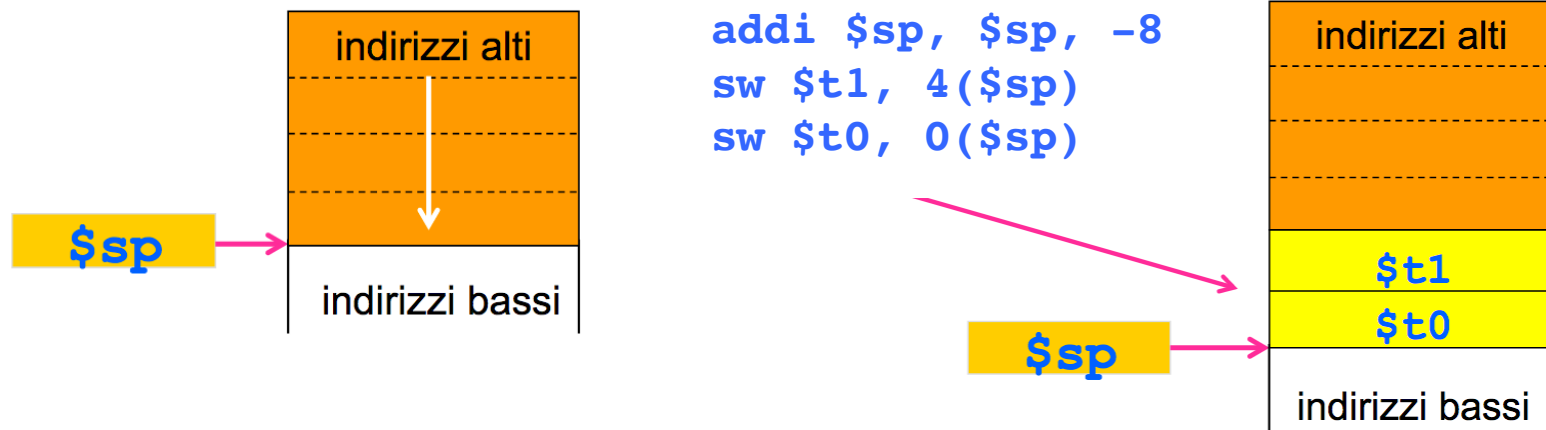 indirizzi alti
$sp
indirizzi bassi
addi $sp, $sp, -8
sw $t1, 4($sp)
sw $t0, 0($sp)
indirizzi alti
$t1
$t0
$sp
indirizzi bassi